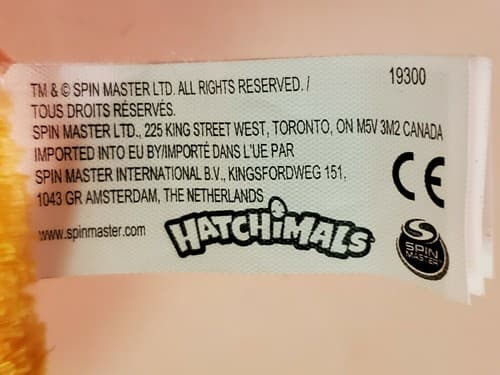 TM & © SPIN MASTER LTD. ALL RIGHTS RESERVED. /
19300
TOUS DROITS RÉSERVÉS.
SPIN MASTER LTD., 225 KING STREET WEST, TORONTO, ON M5V 3M2 CANADA
IMPORTED INTO EU BY/IMPORTÉ DANS L'UE PAR
SPIN MASTER INTERNATIONAL B.V., KINGSFORDWEG 151,
1043 GR AMSTERDAM, THE NETHERLANDS
CE
www.spinmaster.com
HATCHiMALS
SPIN
MASTER